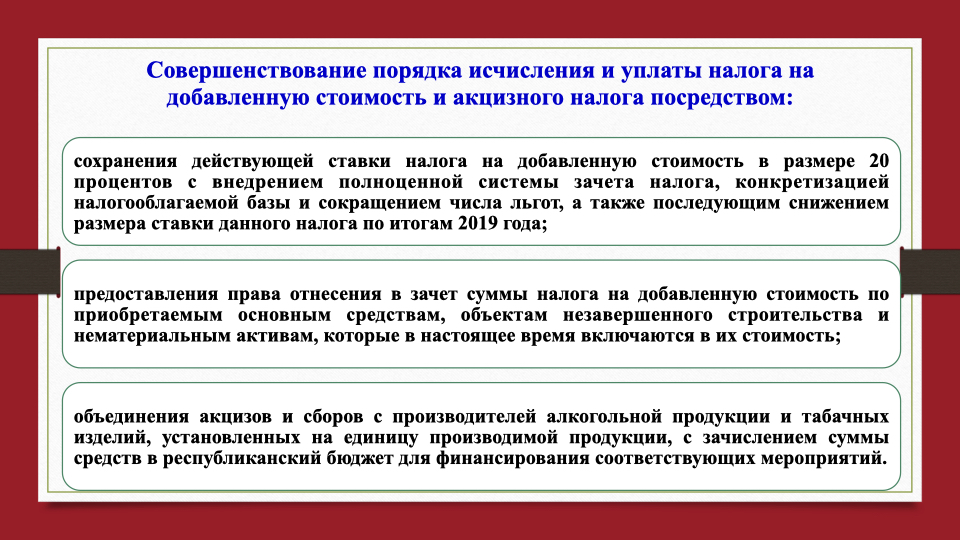 Совершенствование порядка исчисления и уплаты налога на
добавленную стоимость и акцизного налога посредством:
сохранения действующей ставки налога на добавленную стоимость в размере 20
процентов с внедрением полноценной системы зачета налога, конкретизацией
налогооблагаемой базы и сокращением числа льгот, а также последующим снижением
размера ставки данного налога по итогам 2019 года;
предоставления права отнесения в зачет суммы налога на добавленную стоимость по
приобретаемым основным средствам, объектам незавершенного строительства и
нематериальным активам, которые в настоящее время включаются в их стоимость;
объединения акцизов и сборов с производителей алкогольной продукции и табачных
изделий, установленных на единицу производимой продукции, с зачислением суммы
средств в республиканский бюджет для финансирования соответствующих мероприятий.